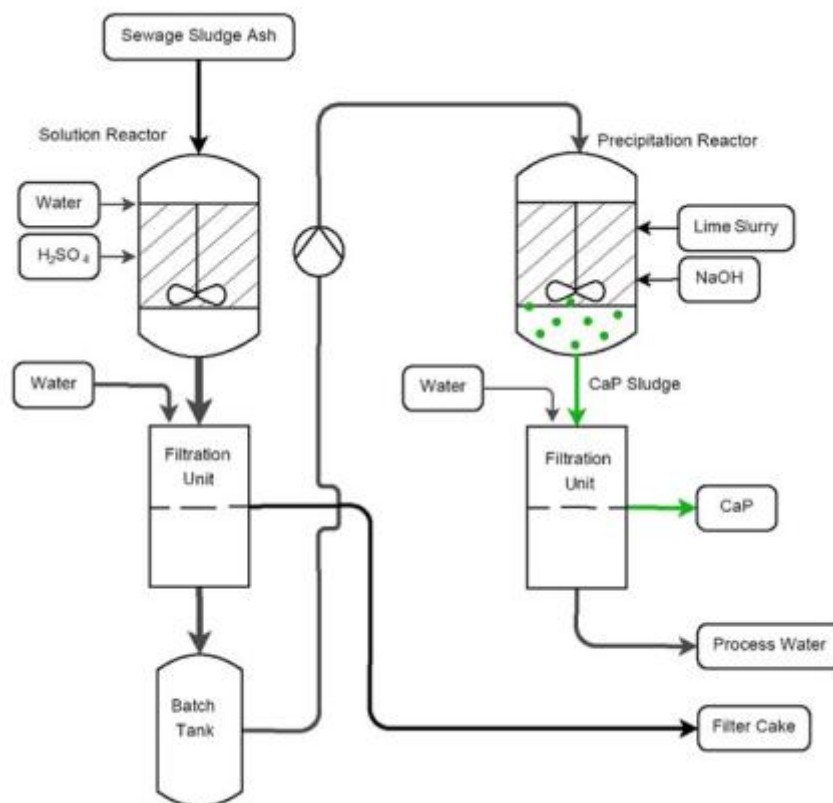 Sewage Sludge Ash
Solution Reactor
Precipitation Reactor
Water
H₂SO₄
Lime Slurry
NaOH
Water
Water
CaP Sludge
Filtration
Unit
Filtration
Unit
CaP
Process Water
Batch
Tank
Filter Cake